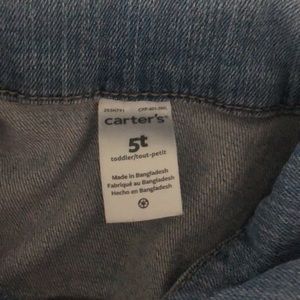 carter's
5t
toddler/tout-petit
Made in Bangladesh
Fabriqué au Bangladesh
Hecho en Bangladesh